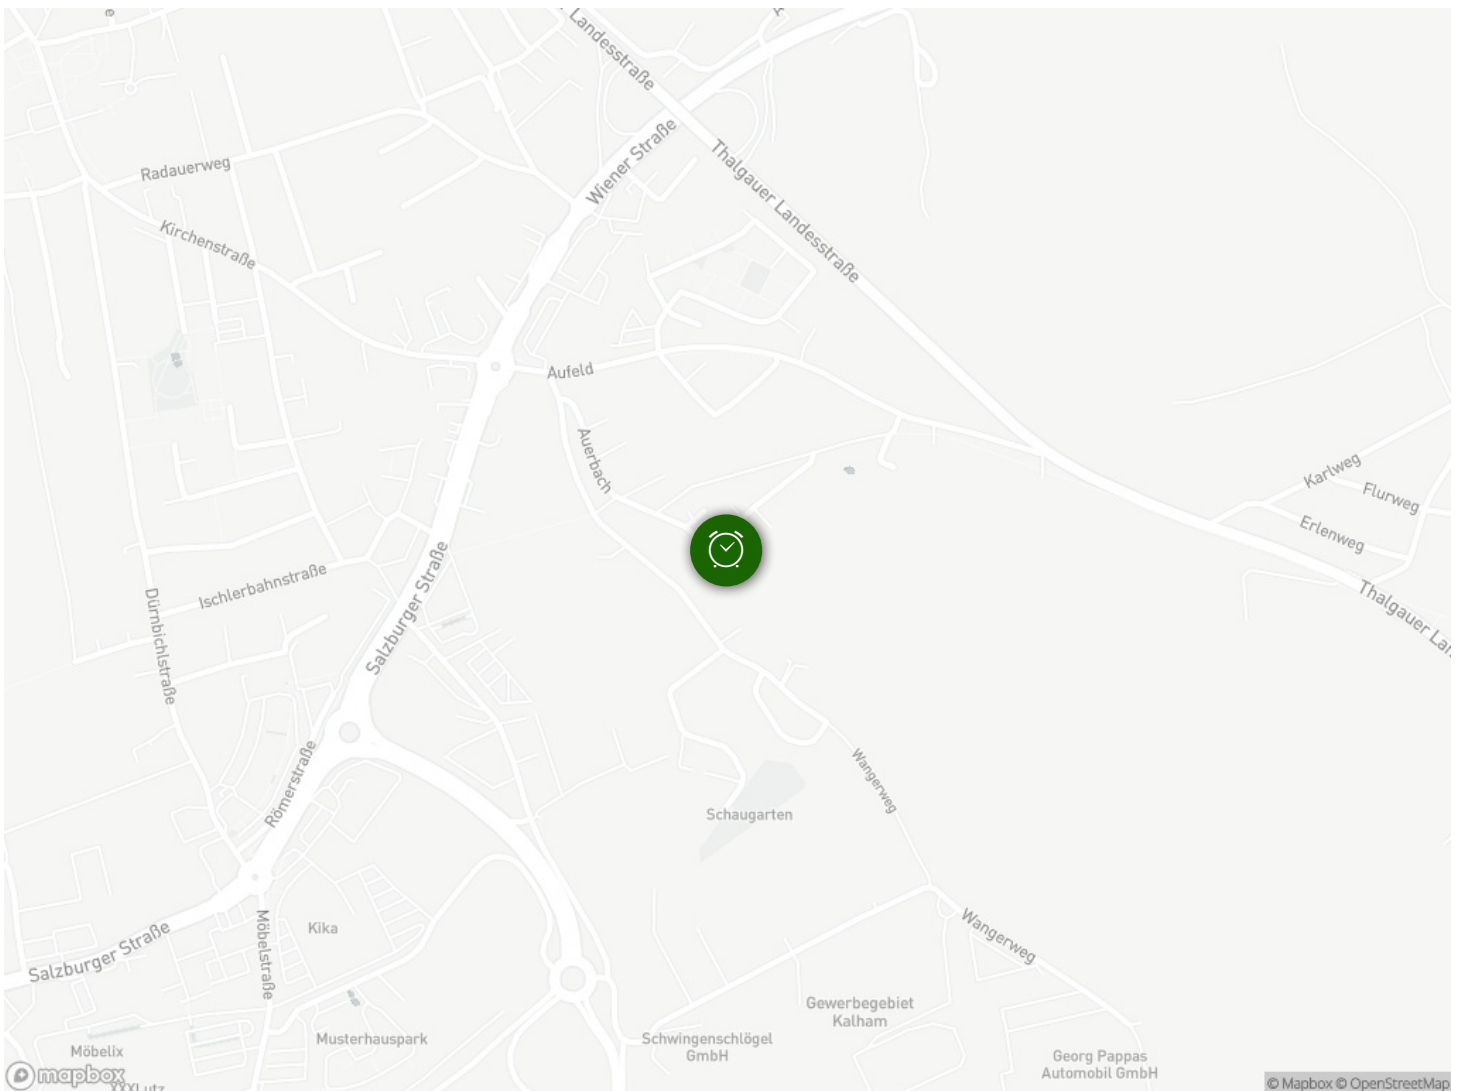 Landesstraße
Wiener Straße
Radauerweg
Thalgauer Landesstraße
Kirchenstraße
Aufeld
Auerbach
Karlweg
Flurweg
Erlenweg
Ischlerbahnstraße
Salzburger Straße
Dürnbichlstraße
Thalgauer
Römerstraße
Wangerweg
Schaugarten
Kika
Möbelstraße
Salzburger Straße
Wangerweg
Gewerbegebiet
Kalham
Musterhauspark
Schwingenschlögel
GmbH
Möbelix
Georg Pappas
Automobil GmbH
mapbox
XXXLutz
© Mapbox © OpenStreetMap